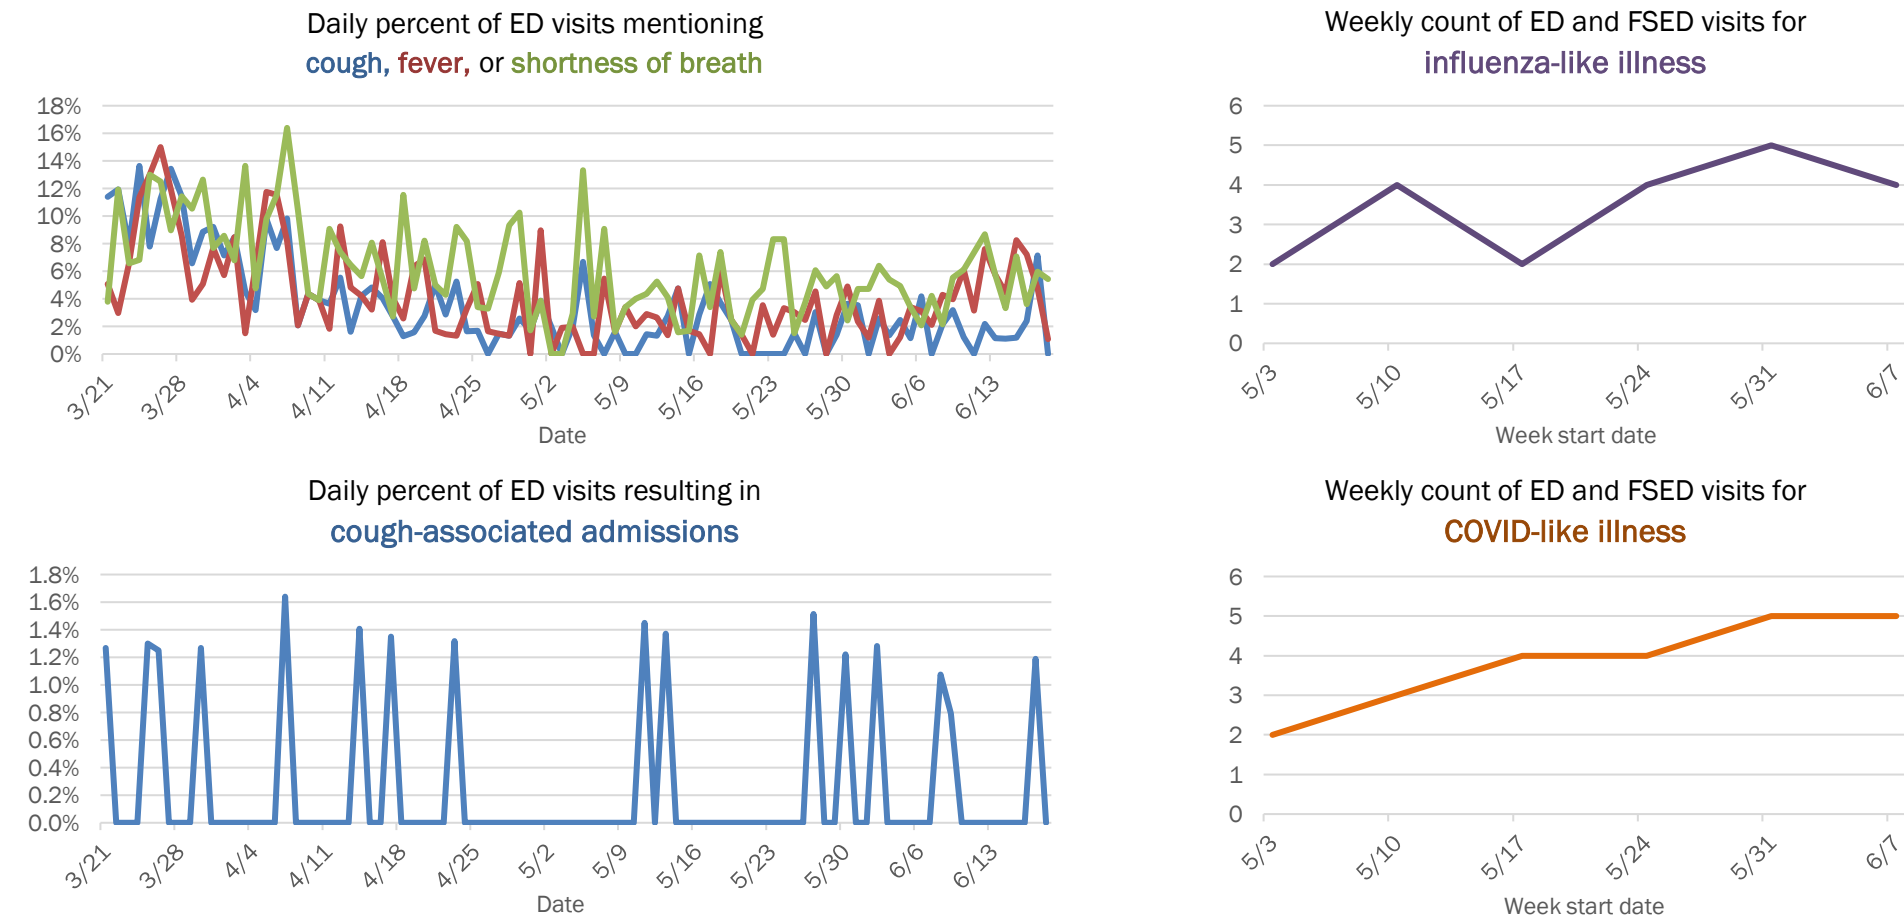 Daily percent of ED visits mentioning
cough, fever, or shortness of breath
18%
16%
14%
12%
10%
8%
6%
4%
2%
0%
3/21 3/28 4/4 4/11 4/18 4/25 5/2 5/9 5/16 5/23 5/30 6/6 6/13
Date
Weekly count of ED and FSED visits for
influenza-like illness
6
5
4
3
2
1
0
5/3 5/10 5/17 5/24 5/31 6/7
Week start date
Daily percent of ED visits resulting in
cough-associated admissions
1.8%
1.6%
1.4%
1.2%
1.0%
0.8%
0.6%
0.4%
0.2%
0.0%
3/21 3/28 4/4 4/11 4/18 4/25 5/2 5/9 5/16 5/23 5/30 6/6 6/13
Date
Weekly count of ED and FSED visits for
COVID-like illness
6
5
4
3
2
1
0
5/3 5/10 5/17 5/24 5/31 6/7
Week start date